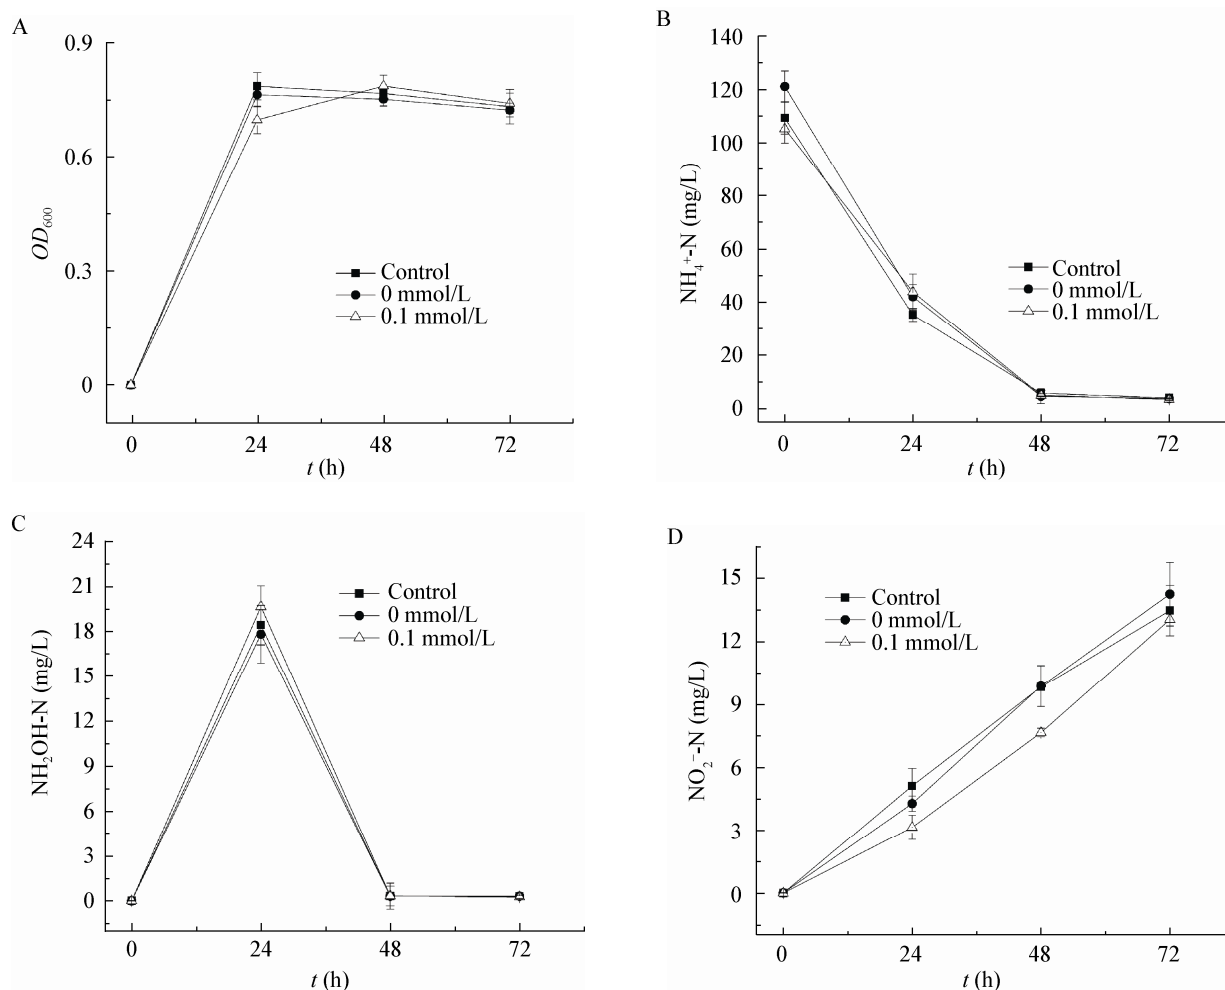 A
0.9
0.6
0.3
0
OD600
Control
0 mmol/L
0.1 mmol/L
0 24 48 72
t (h)
B
140
120
100
80
60
40
20
0
NH4+-N (mg/L)
Control
0 mmol/L
0.1 mmol/L
0 24 48 72
t (h)
C
24
21
18
15
12
9
6
3
0
NH2OH-N (mg/L)
Control
0 mmol/L
0.1 mmol/L
0 24 48 72
t (h)
D
15
12
9
6
3
0
NO2−-N (mg/L)
Control
0 mmol/L
0.1 mmol/L
0 24 48 72
t (h)